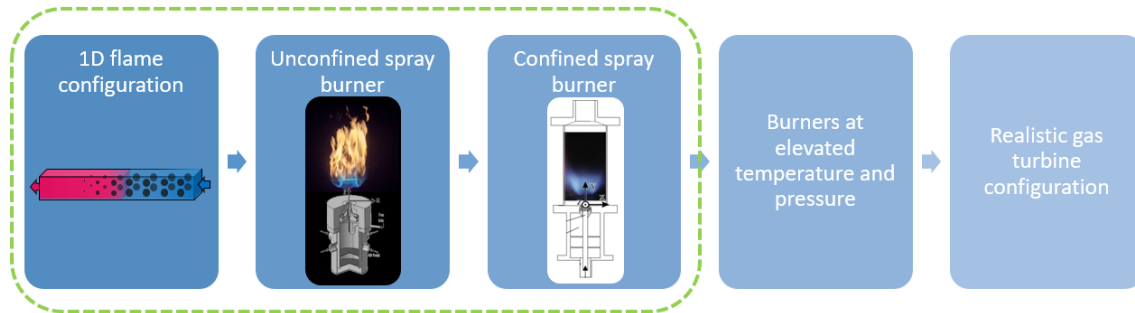 1D flame
configuration
Unconfined spray
burner
Confined spray
burner
Burners at
elevated
temperature and
pressure
Realistic gas
turbine
configuration